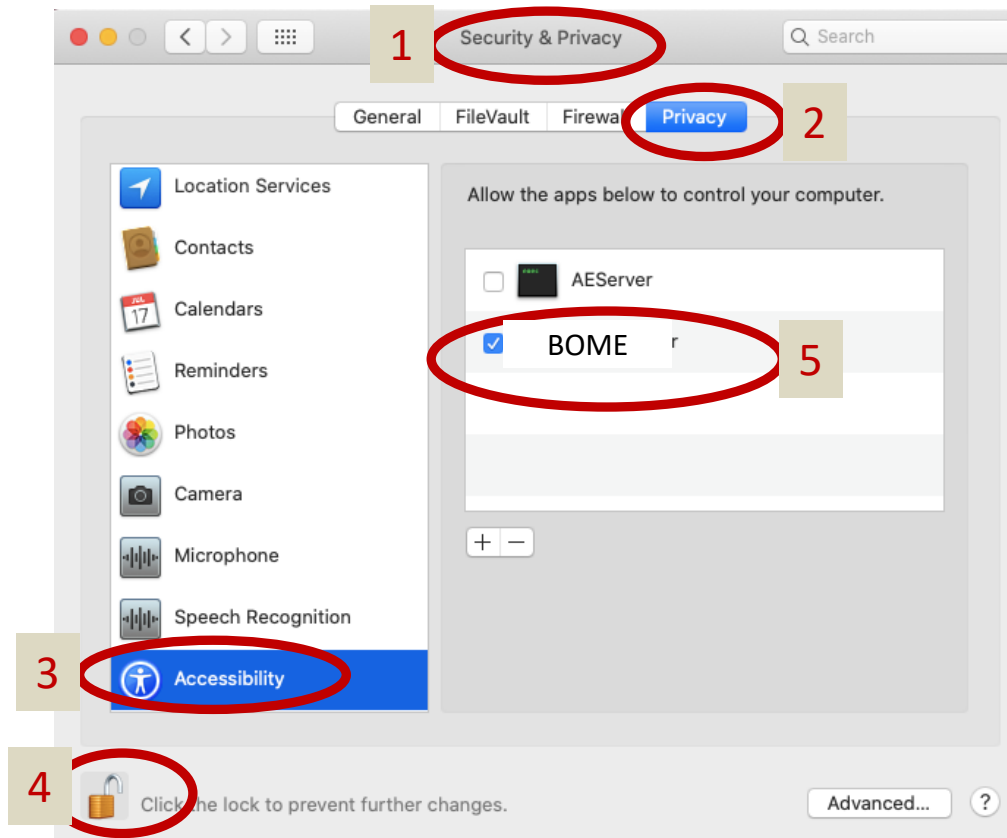 1
Security & Privacy
Search
General
FileVault
Firewal
Privacy
2
Location Services
Contacts
Calendars
JUL
17
Reminders
Photos
Camera
Microphone
Speech Recognition
3
Accessibility
Allow the apps below to control your computer.
exec
AEServer
BOME r
5
+ −
4
Click the lock to prevent further changes.
Advanced...
?